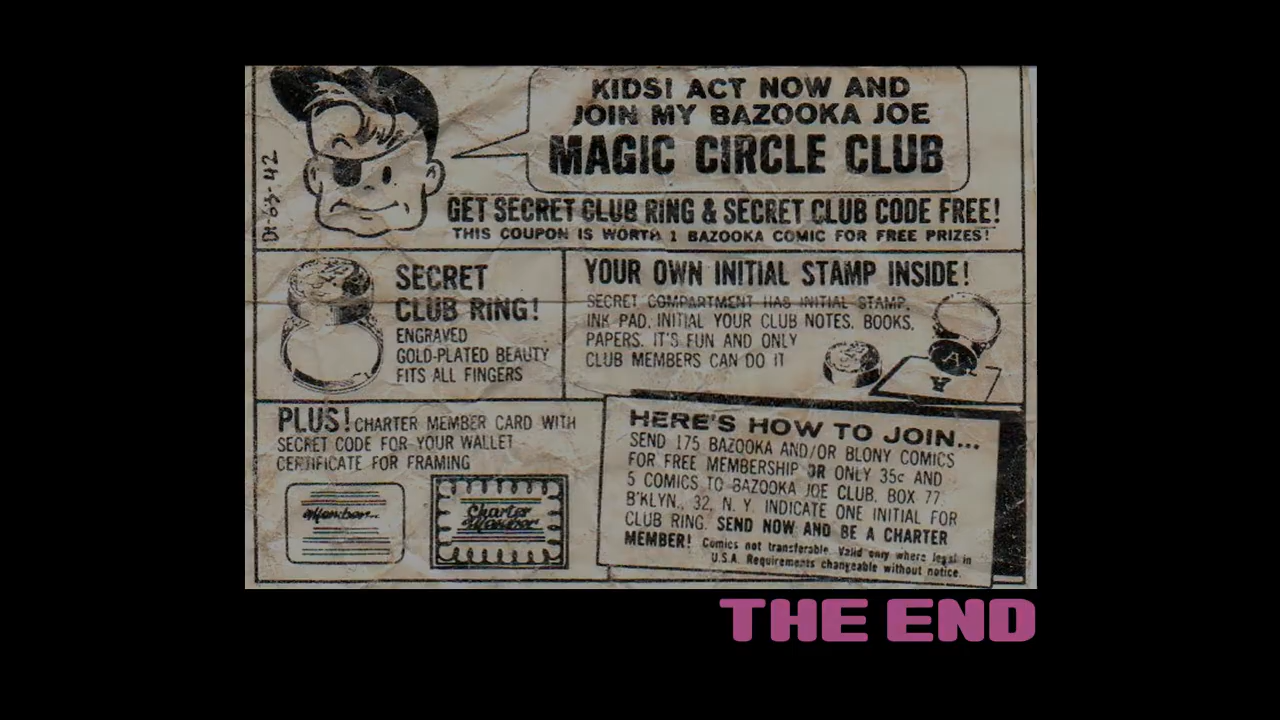 KIDS! ACT NOW AND
JOIN MY BAZOOKA JOE
MAGIC CIRCLE CLUB
D1-63-42
GET SECRET CLUB RING & SECRET CLUB CODE FREE!
THIS COUPON IS WORTH 1 BAZOOKA COMIC FOR FREE PRIZES!
SECRET
CLUB RING!
ENGRAVED
GOLD-PLATED BEAUTY
FITS ALL FINGERS
YOUR OWN INITIAL STAMP INSIDE!
SECRET COMPARTMENT HAS INITIAL STAMP,
INK PAD. INITIAL YOUR CLUB NOTES, BOOKS,
PAPERS. IT'S FUN AND ONLY
CLUB MEMBERS CAN DO IT
A
A
PLUS! CHARTER MEMBER CARD WITH
SECRET CODE FOR YOUR WALLET
CERTIFICATE FOR FRAMING
Member
Charter
Member
HERE'S HOW TO JOIN...
SEND 175 BAZOOKA AND/OR BLONY COMICS
FOR FREE MEMBERSHIP OR ONLY 35c AND
5 COMICS TO BAZOOKA JOE CLUB, BOX 77
B'KLYN., 32, N. Y. INDICATE ONE INITIAL FOR
CLUB RING. SEND NOW AND BE A CHARTER
MEMBER! Comics not transferable. Valid only where legal in
U.S.A. Requirements changeable without notice.
THE END